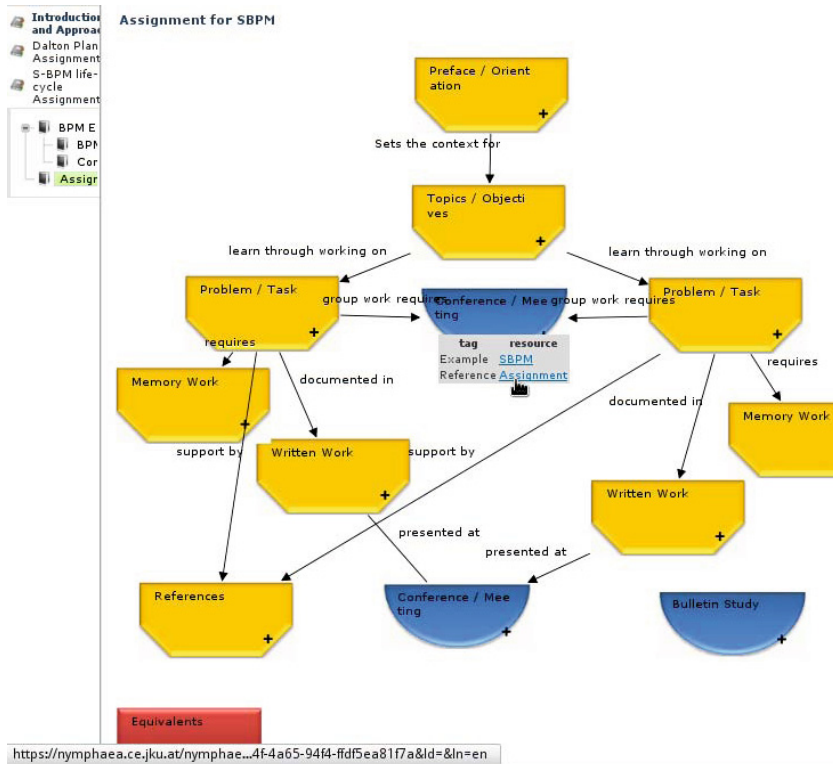 Introduction
and Approac
Dalton Plan
Assignment
S-BPM life-
cycle
Assignment
BPM E
BPM
Cor
Assign
Assignment for SBPM
Preface / Orient
ation
Sets the context for
Topics / Objecti
ves
learn through working on
learn through working on
Problem / Task
group work requires
Conference / Mee
ting
group work requires
Problem / Task
tag resource
Example SBPM
Reference Assignment
requires
requires
Memory Work
documented in
documented in
Memory Work
support by
Written Work
support by
Written Work
presented at
presented at
References
Conference / Mee
ting
Bulletin Study
Equivalents
https://nymphaea.ce.jku.at/nymphae...4f-4a65-94f4-ffdf5ea81f7a&ld=&ln=en